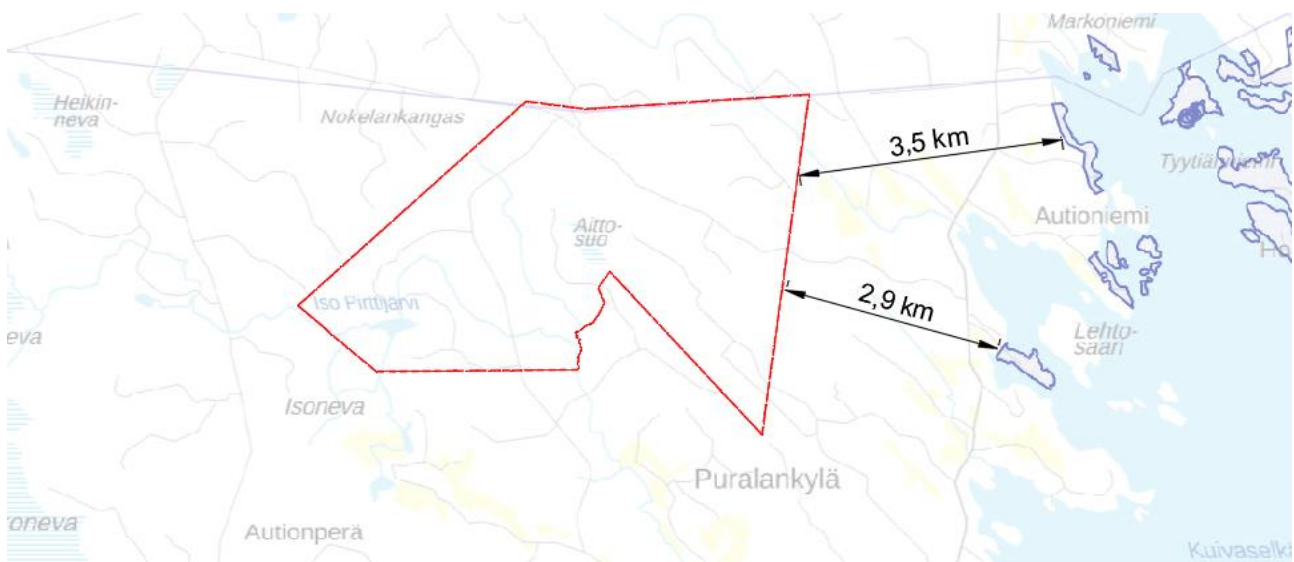 Markoniemi
Heikin-
neva
Nokelankangas
3,5 km
Autioniemi
Aitto-
suo
Iso Pirttijärvi
2,9 km
Lehto-
saari
eva
Isoneva
Puralankylä
Autionperä
oneva
Kuivaselkä